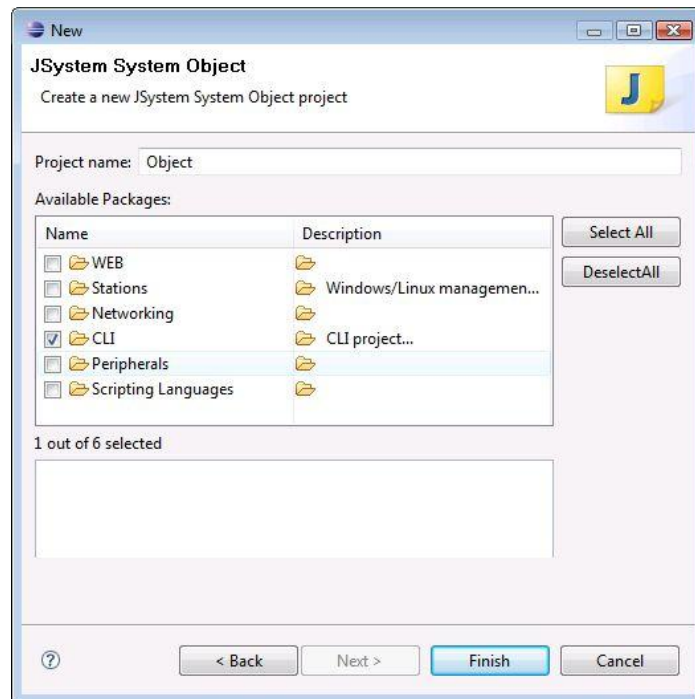 New
JSystem System Object
Create a new JSystem System Object project
J
Project name: Object
Available Packages:
Name Description
Select All
WEB
DeselectAll
Stations Windows/Linux managemen...
Networking
CLI CLI project...
Peripherals
Scripting Languages
1 out of 6 selected
? < Back Next > Finish Cancel